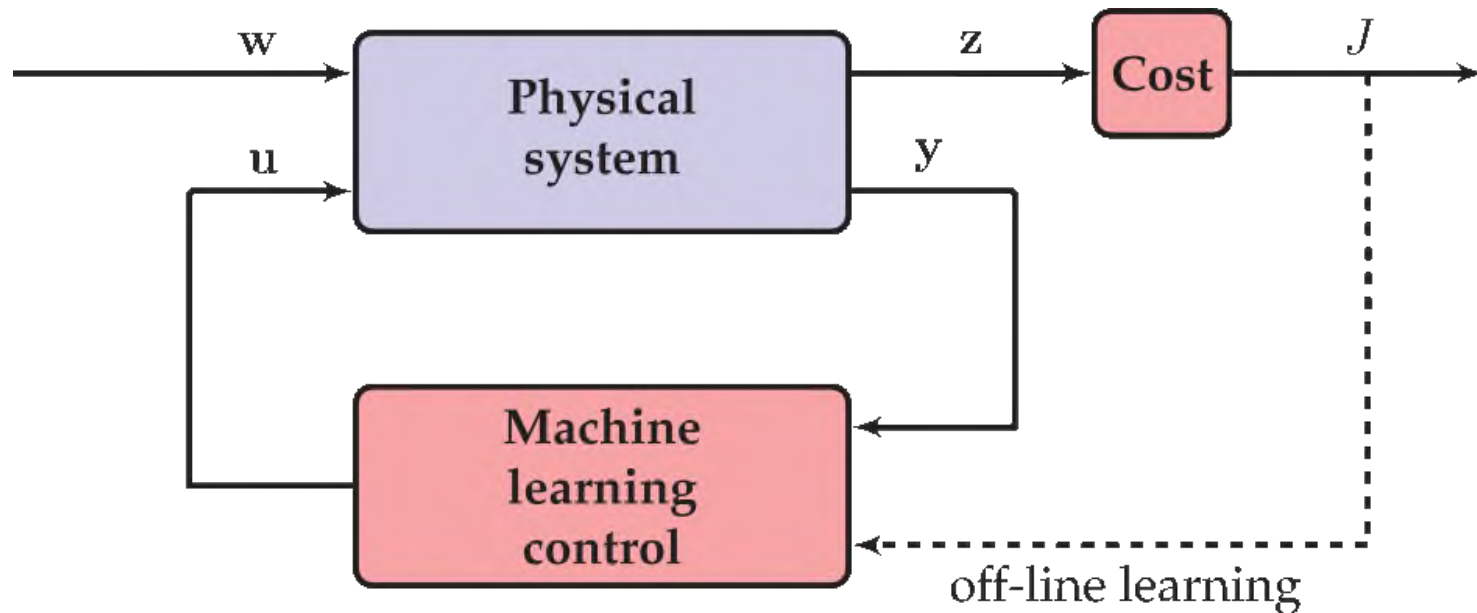 w
Physical
system
z
Cost
J
u
y
Machine
learning
control
off-line learning